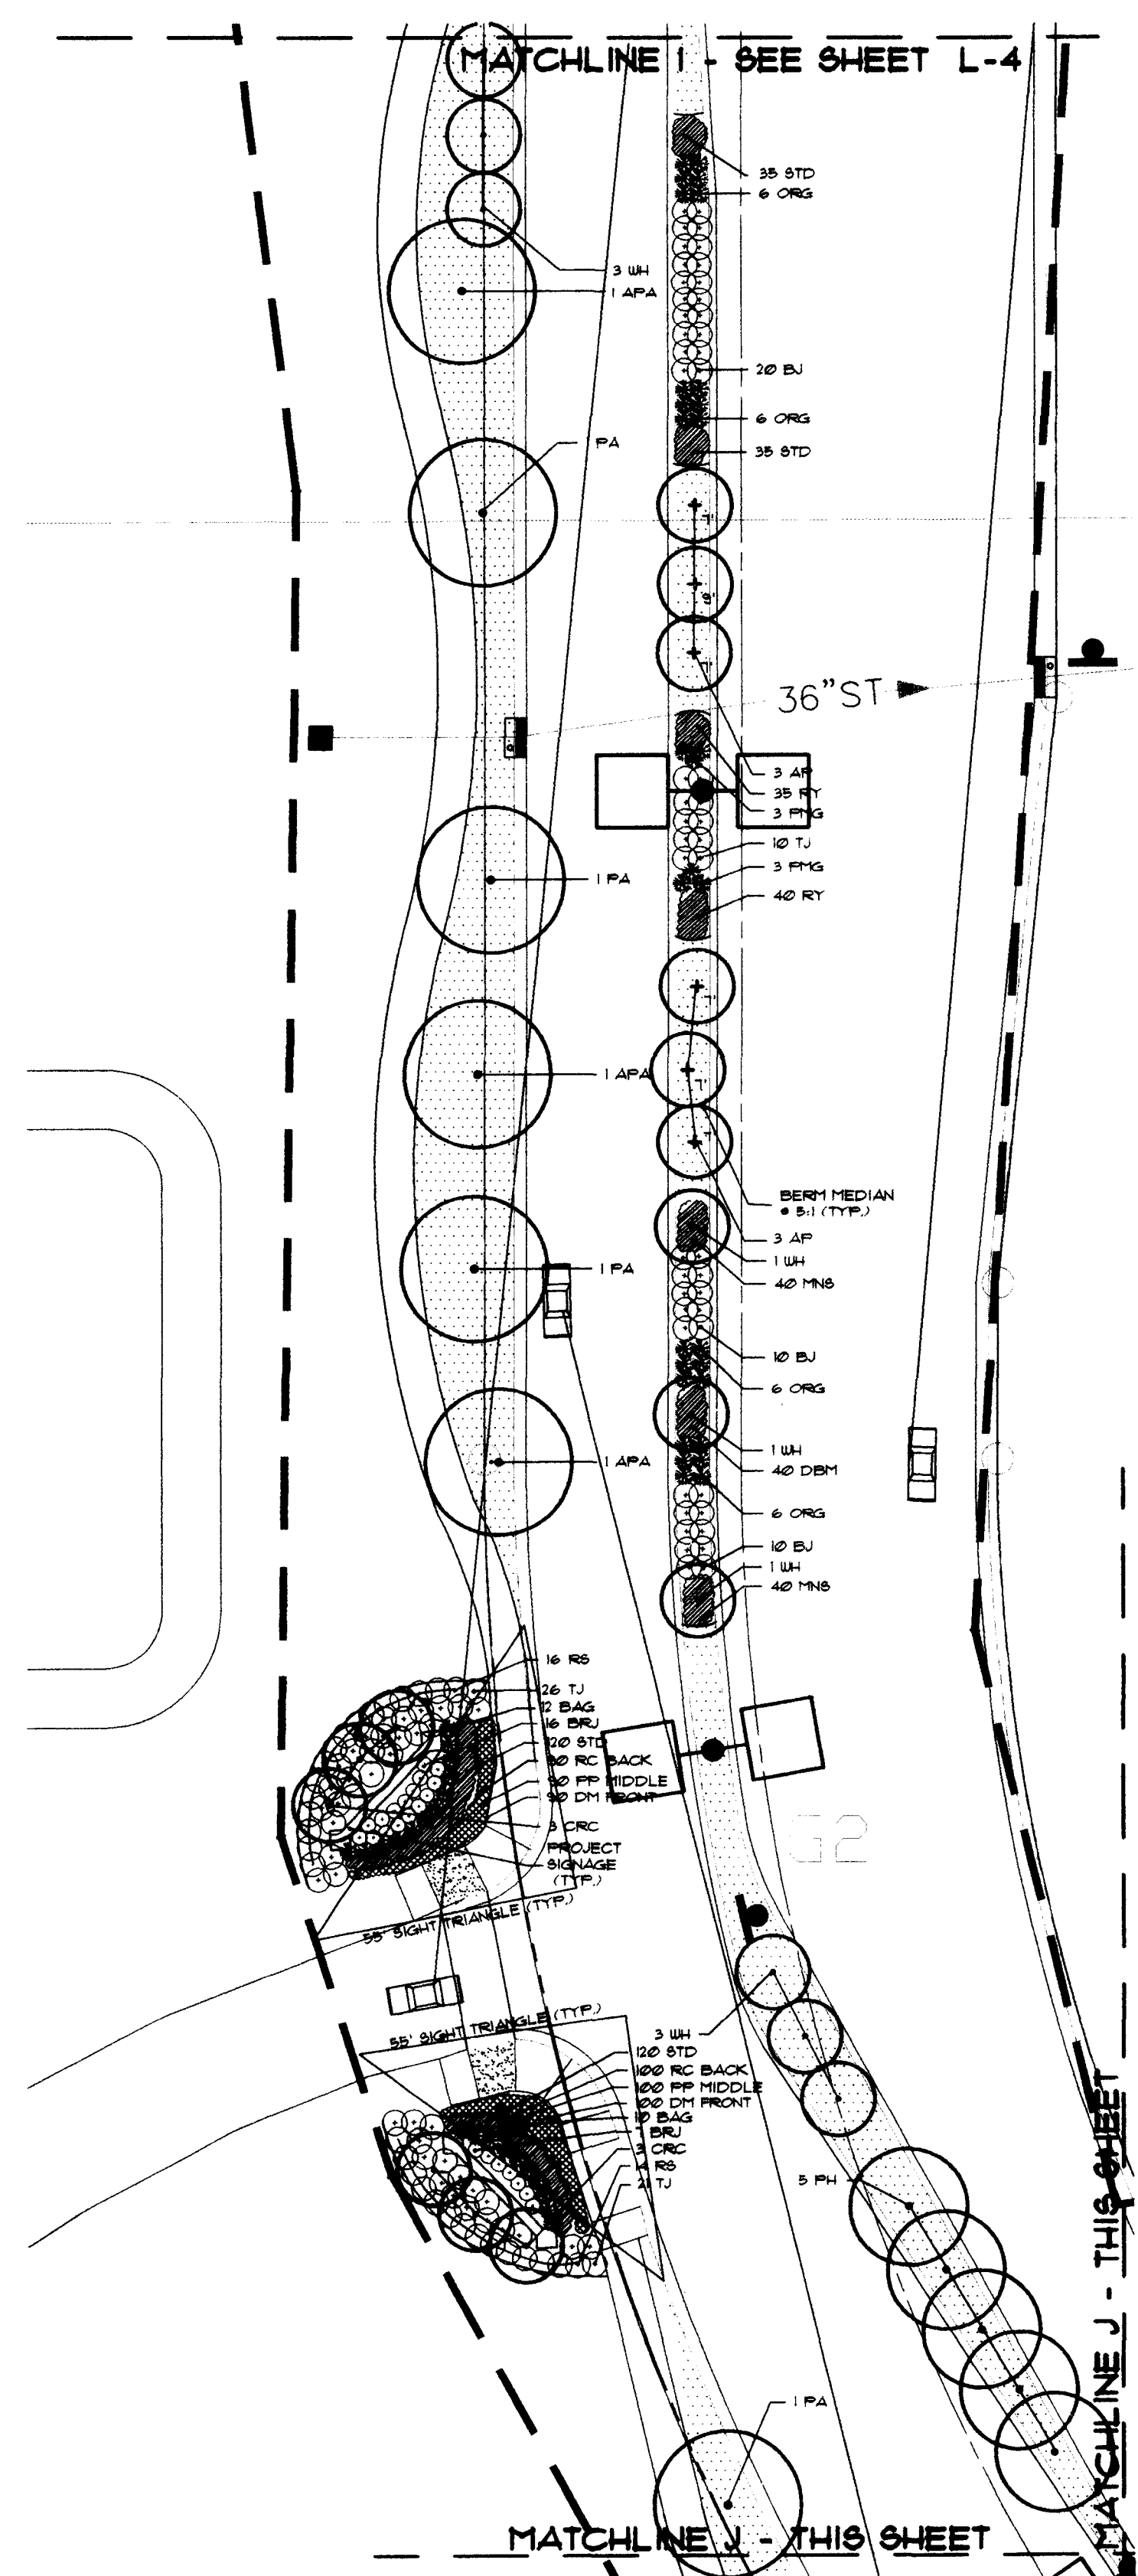 MATCHLINE I - SEE SHEET L-4
35 STD
6 ORG
3 WH
1 APA
20 BJ
6 ORG
35 STD
1 PA
36"ST
3 AP
35 RY
3 PMG
10 TJ
3 PMG
40 RY
1 PA
1 APA
BERM MEDIAN
@ 5:1 (TYP.)
3 AP
1 WH
40 MNS
1 PA
10 BJ
6 ORG
1 WH
40 DBM
1 APA
6 ORG
10 BJ
1 WH
40 MNS
16 RS
26 TJ
12 BAG
16 BRJ
120 STD
90 RC BACK
90 PP MIDDLE
90 DM FRONT
3 CRC
PROJECT
SIGNAGE
(TYP.)
G2
55' SIGHT TRIANGLE (TYP.)
55' SIGHT TRIANGLE (TYP.)
3 WH
120 STD
100 RC BACK
100 PP MIDDLE
100 DM FRONT
10 BAG
7 BRJ
3 CRC
14 RS
21 TJ
5 PH
1 PA
MATCHLINE J - THIS SHEET
MATCHLINE J - THIS SHEET